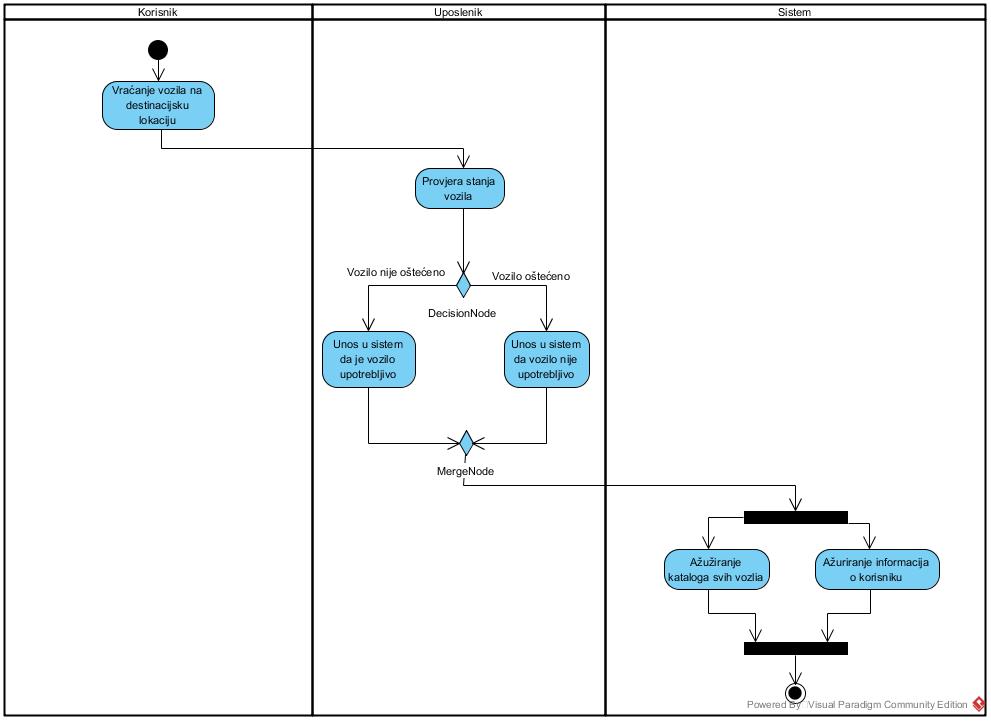 Korisnik
Uposlenik
Sistem
Vraćanje vozila na
destinacijsku
lokaciju
Provjera stanja
vozila
Vozilo nije oštećeno
Vozilo oštećeno
DecisionNode
Unos u sistem
da je vozilo
upotrebljivo
Unos u sistem
da vozilo nije
upotrebljivo
MergeNode
Ažužiranje
kataloga svih vozlia
Ažuriranje informacija
o korisniku
Powered By Visual Paradigm Community Edition